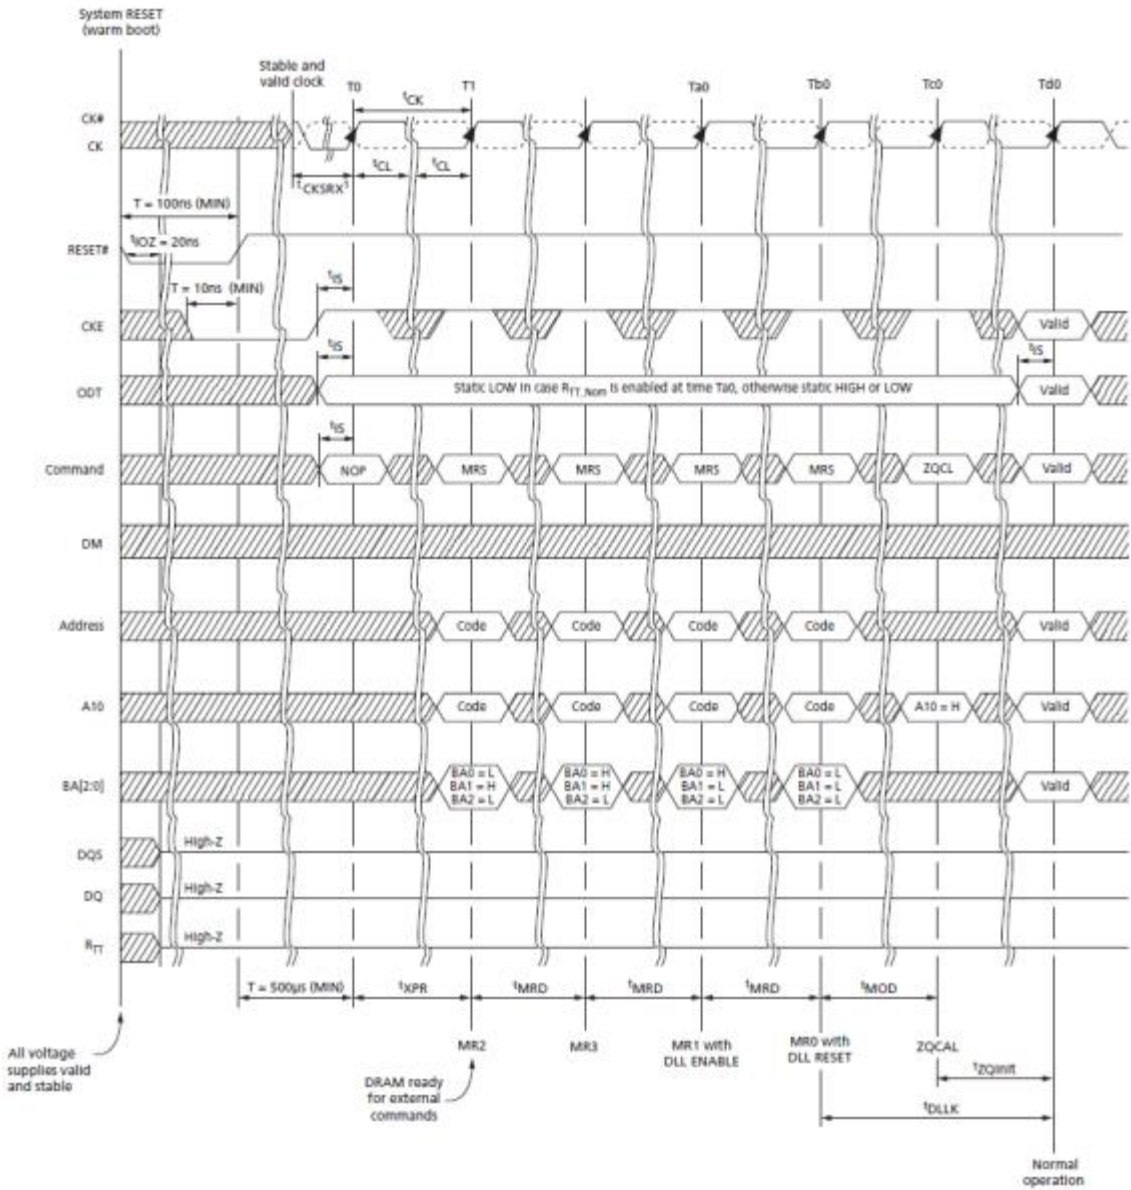 System RESET
(warm boot)
Stable and
valid clock
T0
T1
Ta0
Tb0
Tc0
Td0
tCK
CK#
CK
tCL
tCL
tCKSRX1
T = 100ns (MIN)
tIOZ = 20ns
RESET#
T = 10ns (MIN)
tIS
CKE
Valid
tIS
tIS
ODT
Static LOW in case RTT_Nom is enabled at time Ta0, otherwise static HIGH or LOW
Valid
tIS
Command
NOP
MRS
MRS
MRS
MRS
ZQCL
Valid
DM
Address
Code
Code
Code
Code
Valid
A10
Code
Code
Code
Code
A10 = H
Valid
BA[2:0]
BA0 = L
BA1 = H
BA2 = L
BA0 = H
BA1 = H
BA2 = L
BA0 = H
BA1 = L
BA2 = L
BA0 = L
BA1 = L
BA2 = L
Valid
DQS
High-Z
DQ
High-Z
RTT
High-Z
T = 500µs (MIN)
tXPR
tMRD
tMRD
tMRD
tMOD
All voltage
supplies valid
and stable
MR2
MR3
MR1 with
DLL ENABLE
MR0 with
DLL RESET
ZQCAL
tZQinit
DRAM ready
for external
commands
tDLLK
Normal
operation